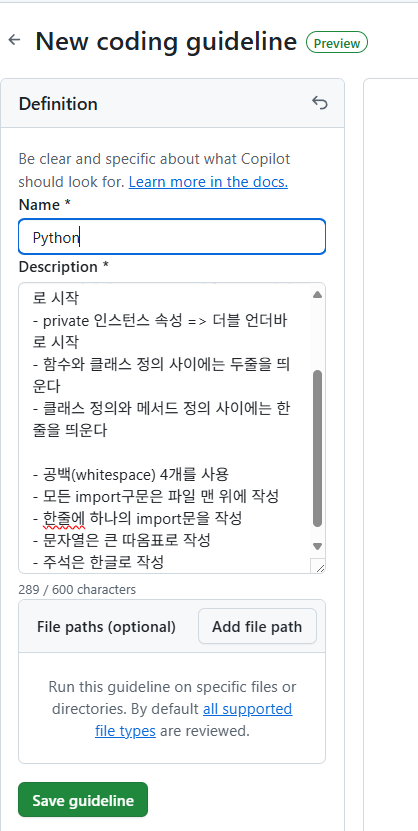 New coding guideline Preview
Definition
Be clear and specific about what Copilot
should look for. Learn more in the docs.
Name *
Python
Description *
로 시작
- private 인스턴스 속성 => 더블 언더바
로 시작
- 함수와 클래스 정의 사이에는 두줄을 띄
운다
- 클래스 정의와 메서드 정의 사이에는 한
줄을 띄운다
- 공백(whitespace) 4개를 사용
- 모든 import구문은 파일 맨 위에 작성
- 한줄에 하나의 import문을 작성
- 문자열은 큰 따옴표로 작성
- 주석은 한글로 작성
289 / 600 characters
File paths (optional) Add file path
Run this guideline on specific files or
directories. By default all supported
file types are reviewed.
Save guideline